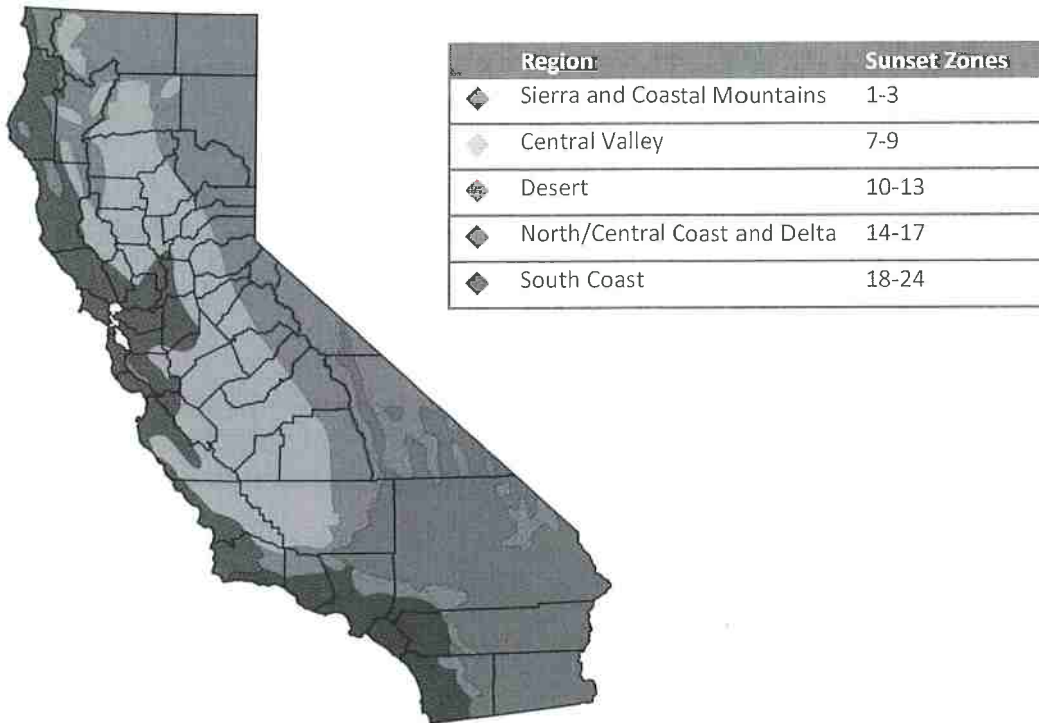 Region Sunset Zones
Sierra and Coastal Mountains 1-3
Central Valley 7-9
Desert 10-13
North/Central Coast and Delta 14-17
South Coast 18-24